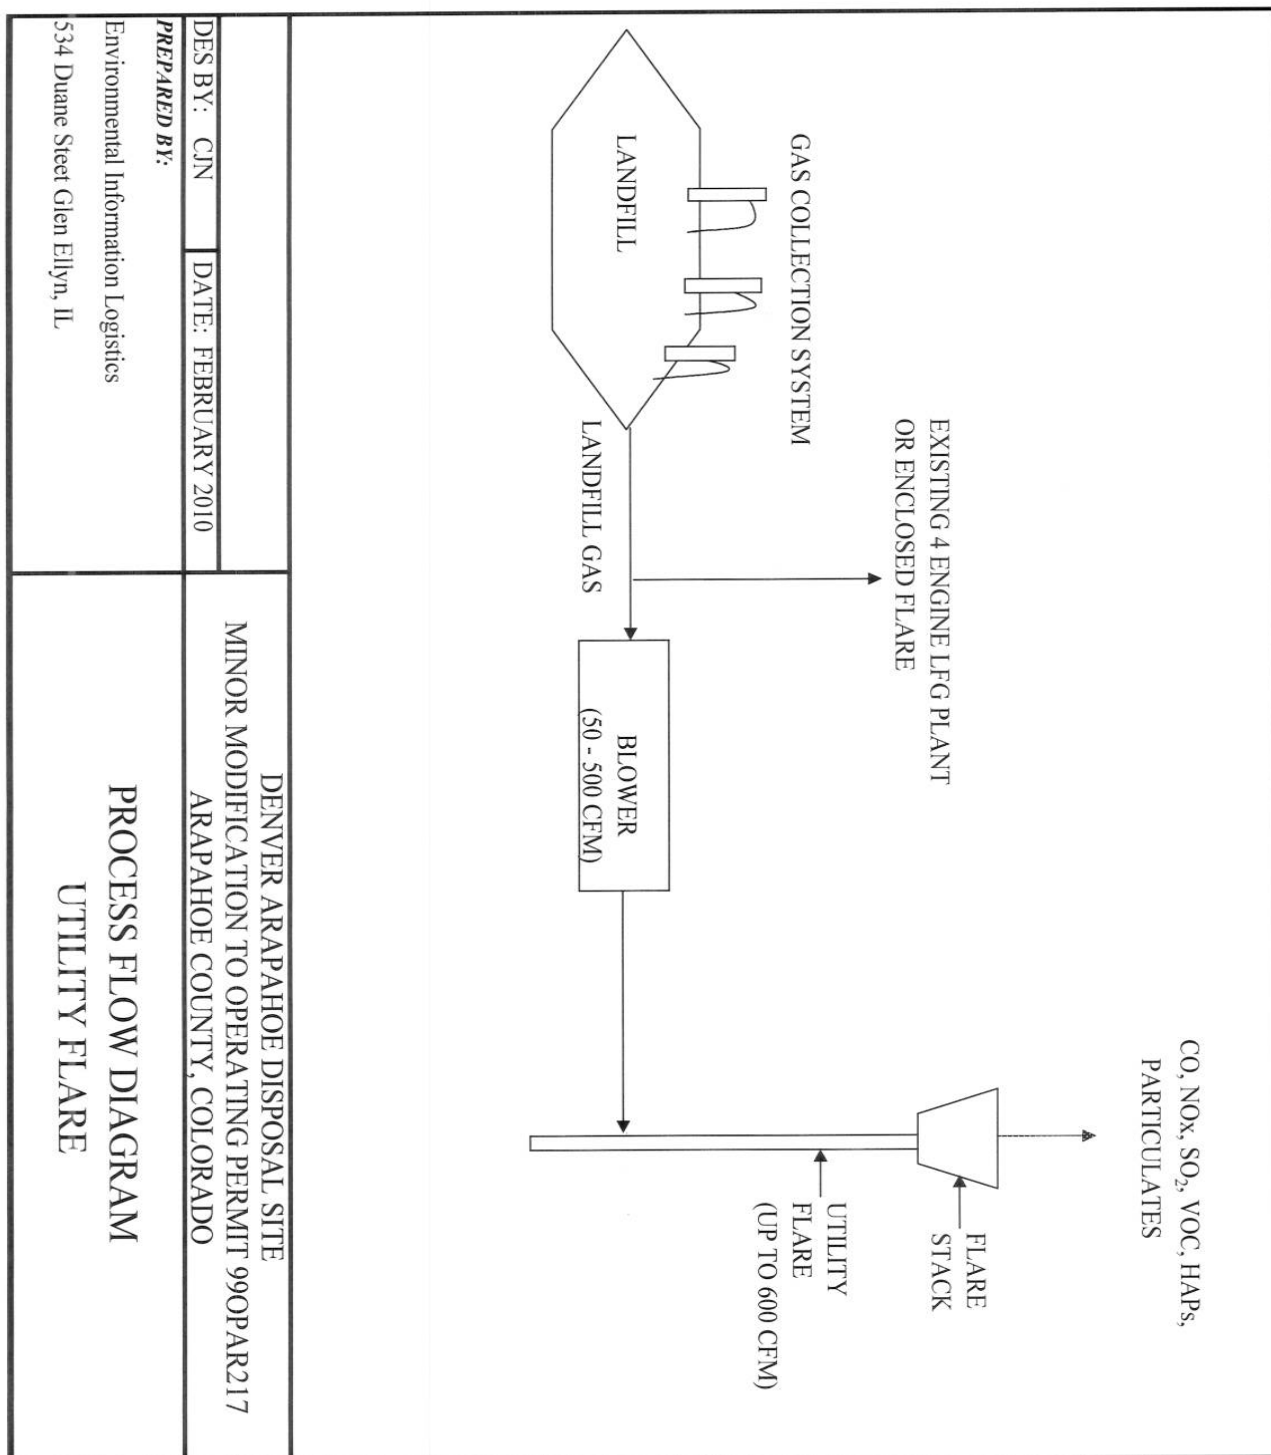 CO, NOx, SO₂, VOC, HAPs,
PARTICULATES
FLARE
STACK
EXISTING 4 ENGINE LFG PLANT
OR ENCLOSED FLARE
UTILITY
FLARE
(UP TO 600 CFM)
GAS COLLECTION SYSTEM
LANDFILL
LANDFILL GAS
BLOWER
(50 - 500 CFM)
DENVER ARAPAHOE DISPOSAL SITE
MINOR MODIFICATION TO OPERATING PERMIT 99OPAR217
ARAPAHOE COUNTY, COLORADO
DES BY: CJN
DATE: FEBRUARY 2010
PREPARED BY:
Environmental Information Logistics
534 Duane Steet Glen Ellyn, IL
PROCESS FLOW DIAGRAM
UTILITY FLARE